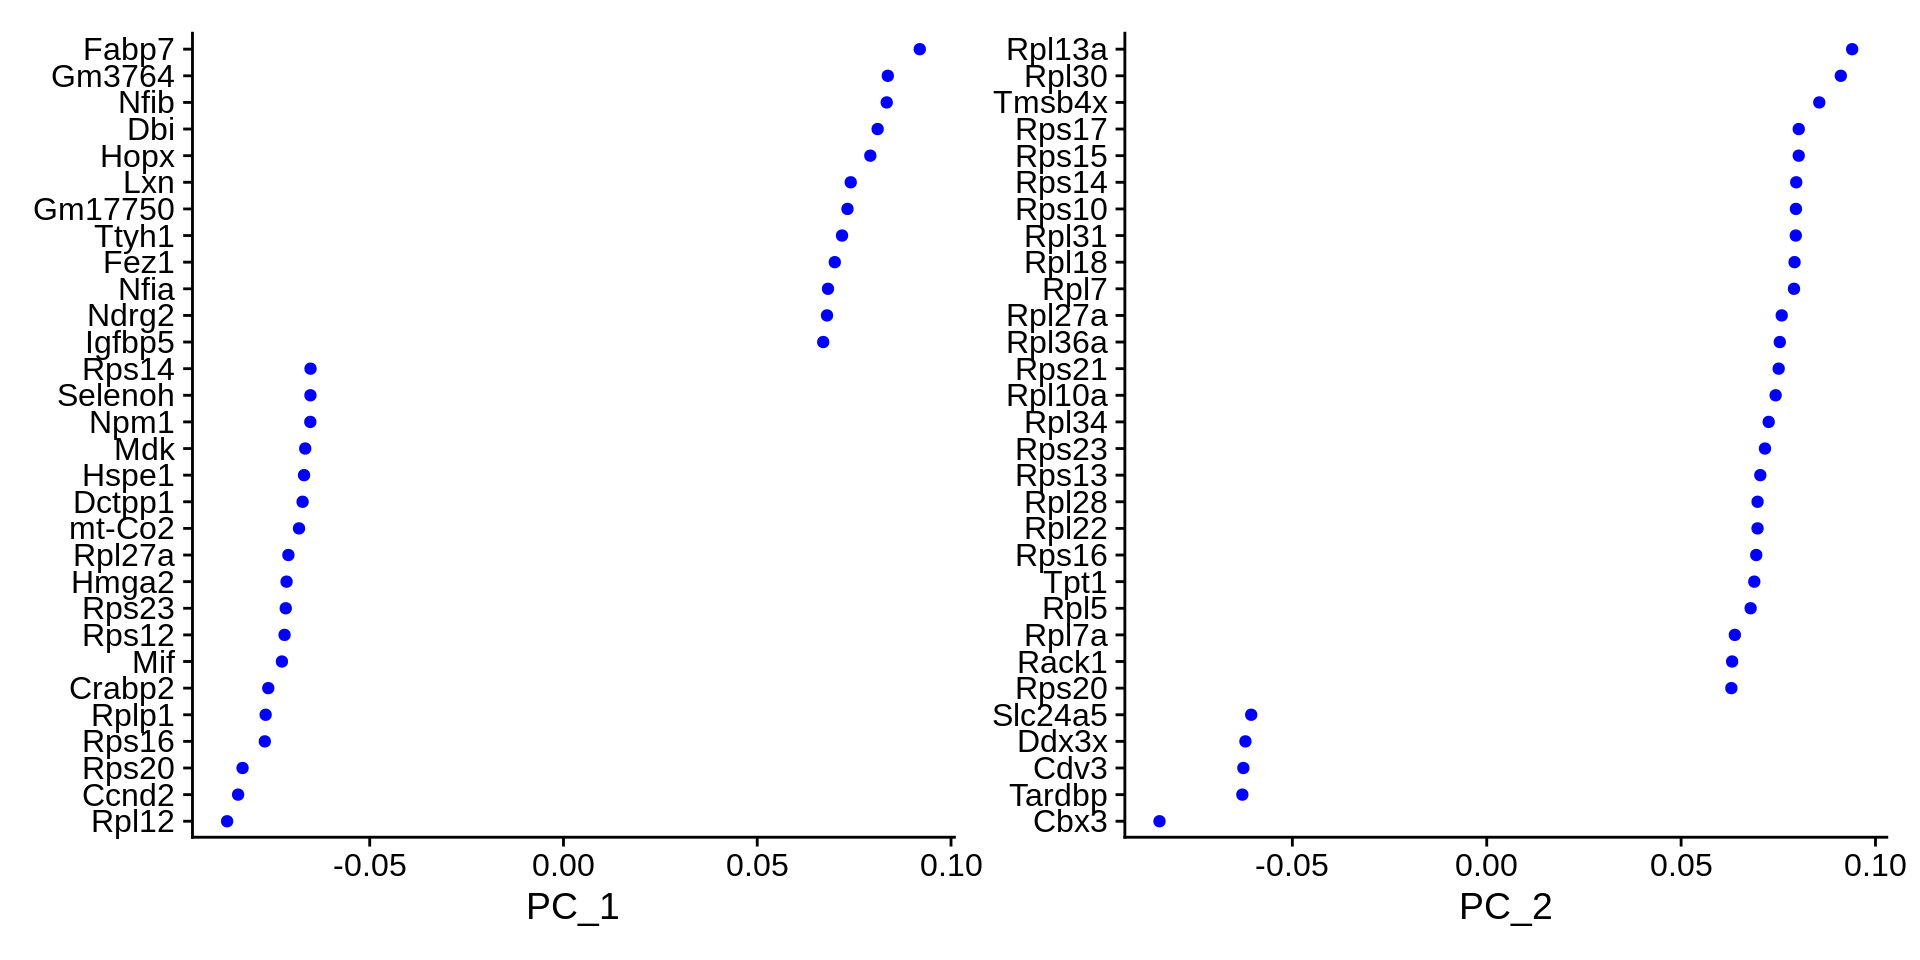 Fabp7
Gm3764
Nfib
Dbi
Hopx
Lxn
Gm17750
Ttyh1
Fez1
Nfia
Ndrg2
Igfbp5
Rps14
Selenoh
Npm1
Mdk
Hspe1
Dctpp1
mt-Co2
Rpl27a
Hmga2
Rps23
Rps12
Mif
Crabp2
Rplp1
Rps16
Rps20
Ccnd2
Rpl12
-0.05 0.00 0.05 0.10
PC_1
Rpl13a
Rpl30
Tmsb4x
Rps17
Rps15
Rps14
Rps10
Rpl31
Rpl18
Rpl7
Rpl27a
Rpl36a
Rps21
Rpl10a
Rpl34
Rps23
Rps13
Rpl28
Rpl22
Rps16
Tpt1
Rpl5
Rpl7a
Rack1
Rps20
Slc24a5
Ddx3x
Cdv3
Tardbp
Cbx3
-0.05 0.00 0.05 0.10
PC_2